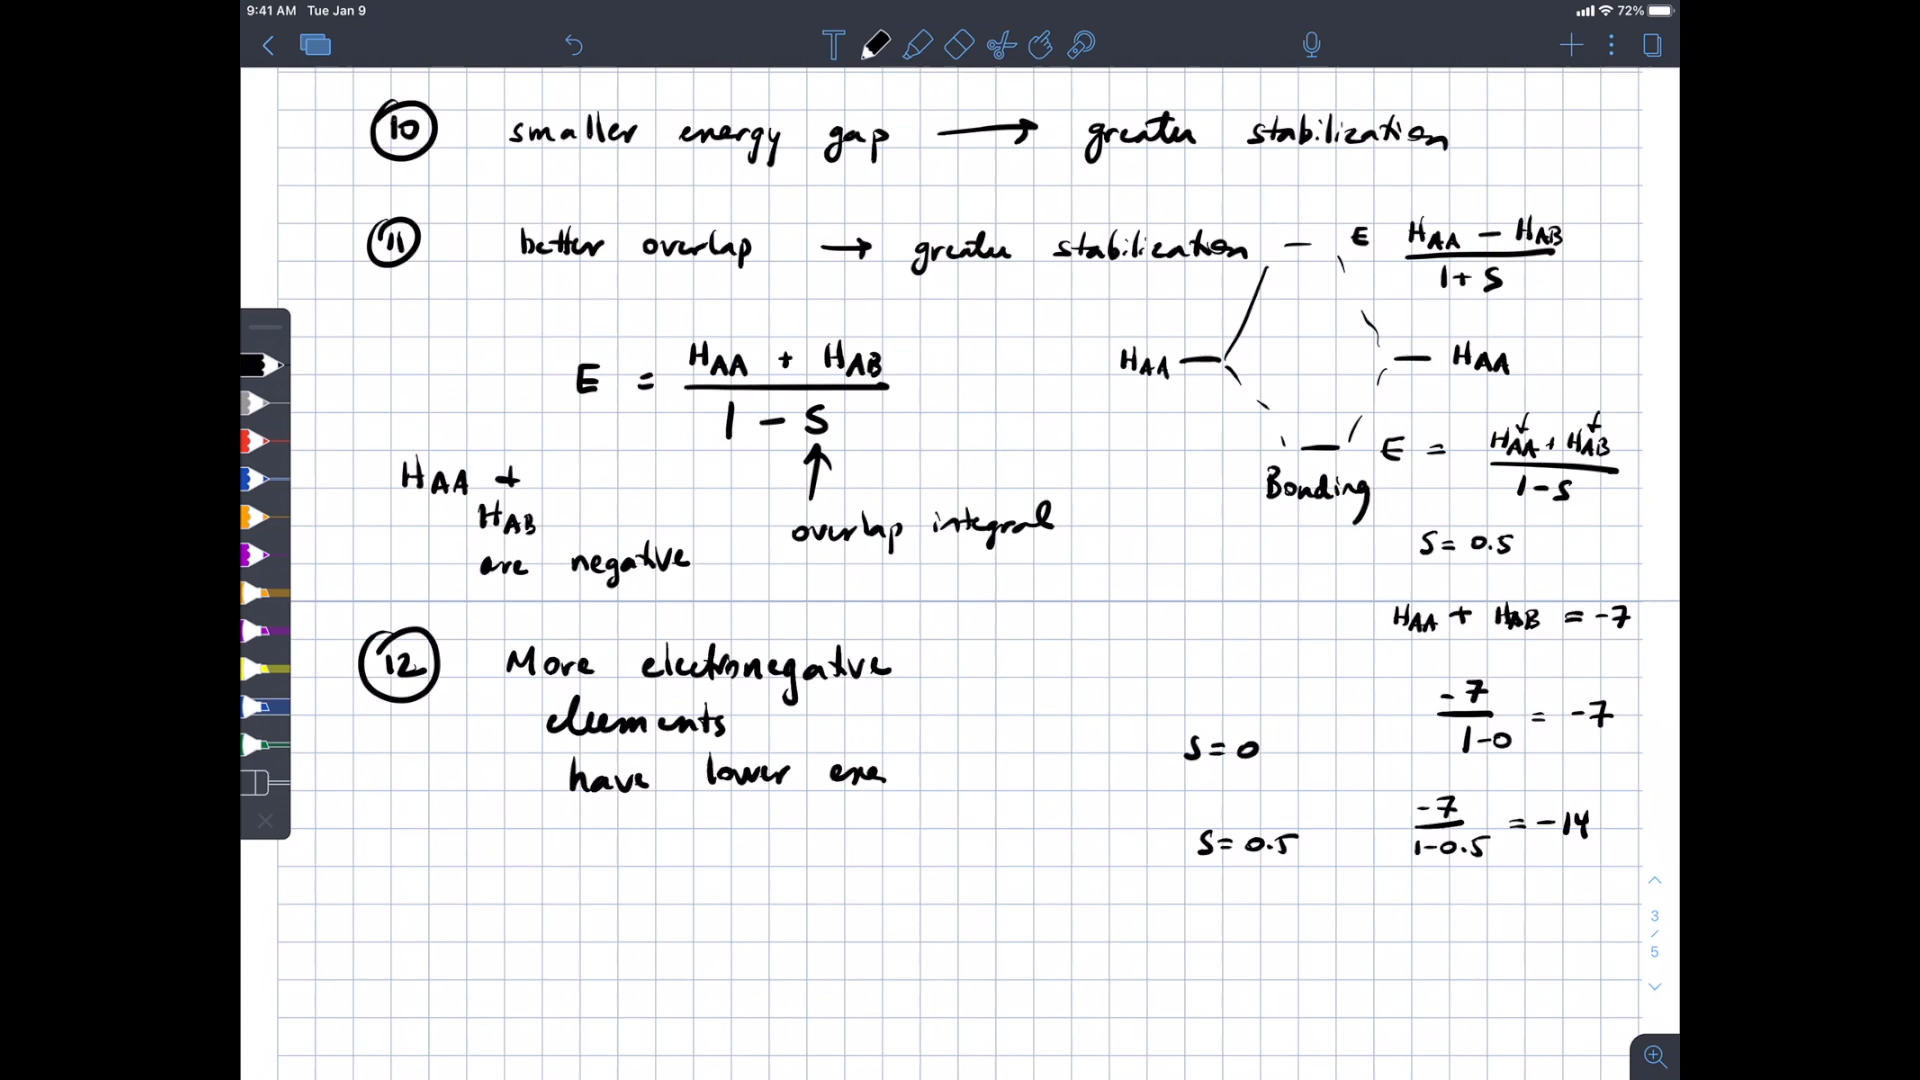 9:41 AM Tue Jan 9
72%
T
10 smaller energy gap → greater stabilization
11 better overlap → greater stabilization
E = (HAA + HAB) / (1 - S)
HAA +
HAB
are negative
overlap integral
E (HAA - HAB) / (1 + S)
HAA — — HAA
Bonding E = (HAA + HAB) / (1 - S)
S = 0.5
HAA + HAB = -7
S = 0 -7 / (1-0) = -7
S = 0.5 -7 / (1-0.5) = -14
12 More electronegative
elements
have lower ene
3
/
5